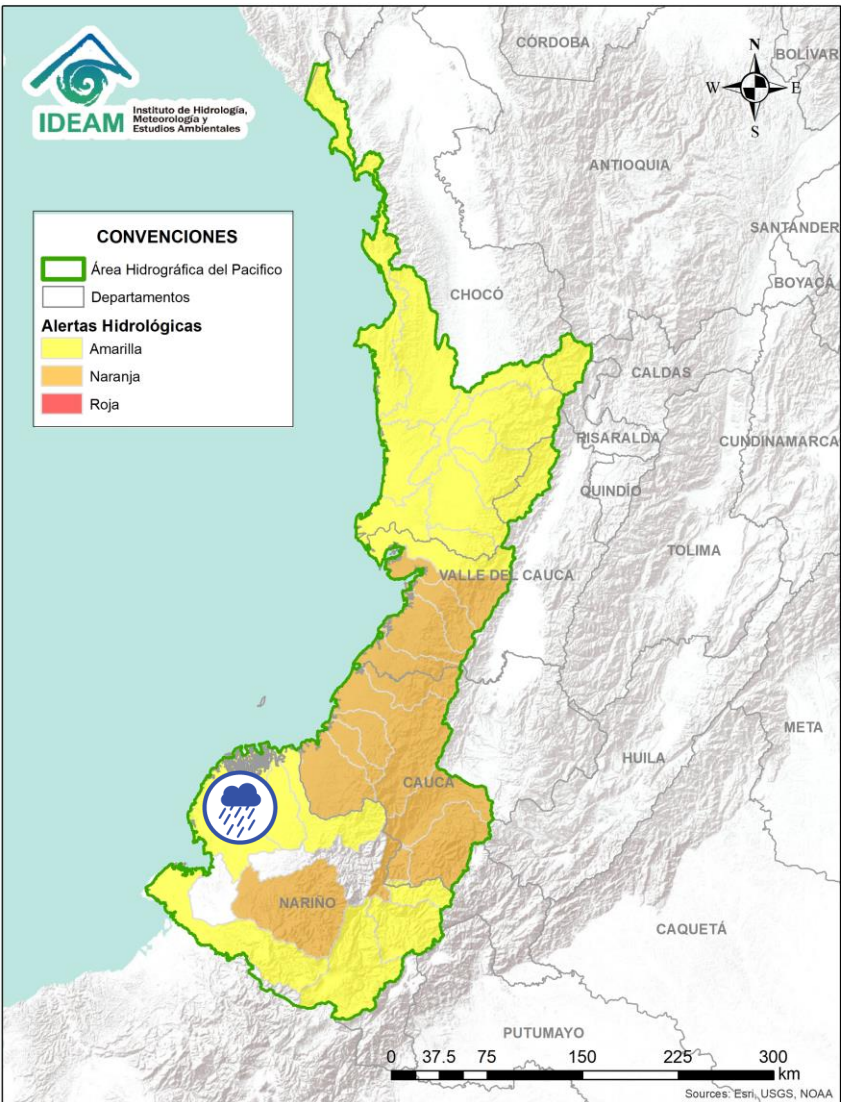 IDEAM
Instituto de Hidrología,
Meteorología y
Estudios Ambientales
N
W
E
S
CÓRDOBA
BOLÍVAR
ANTIOQUIA
SANTANDER
BOYACÁ
CHOCÓ
CONVENCIONES
Área Hidrográfica del Pacifico
Departamentos
Alertas Hidrológicas
Amarilla
Naranja
Roja
CALDAS
RISARALDA
CUNDINAMARCA
QUINDÍO
TOLIMA
VALLE DEL CAUCA
META
HUILA
CAUCA
NARIÑO
CAQUETÁ
PUTUMAYO
0 37.5 75 150 225 300
km
Sources: Esri, USGS, NOAA